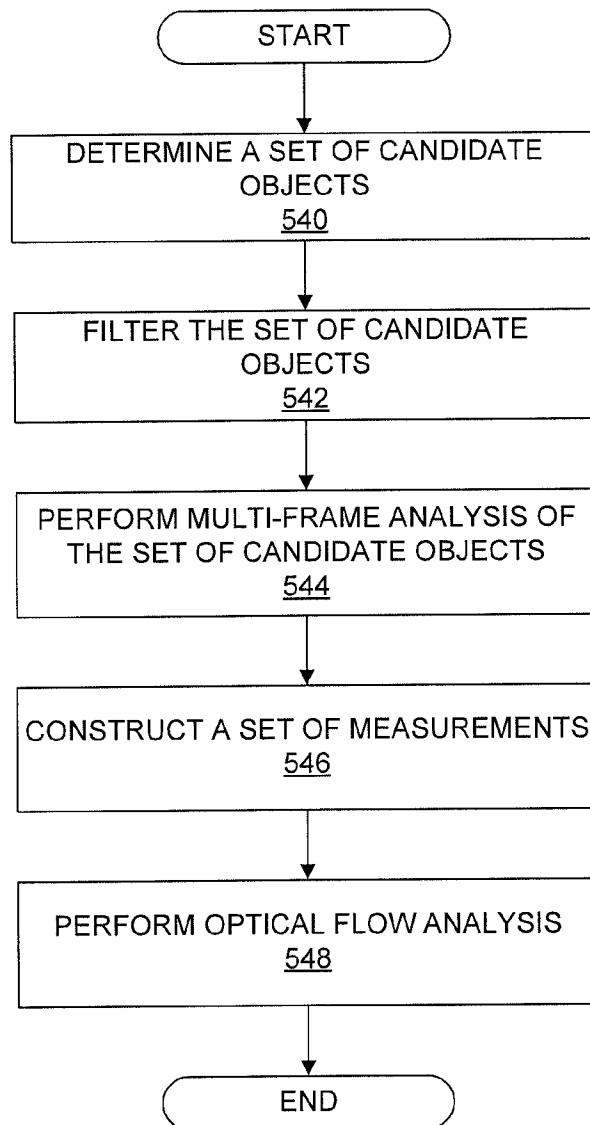 START
DETERMINE A SET OF CANDIDATE
OBJECTS
540
FILTER THE SET OF CANDIDATE
OBJECTS
542
PERFORM MULTI-FRAME ANALYSIS OF
THE SET OF CANDIDATE OBJECTS
544
CONSTRUCT A SET OF MEASUREMENTS
546
PERFORM OPTICAL FLOW ANALYSIS
548
END